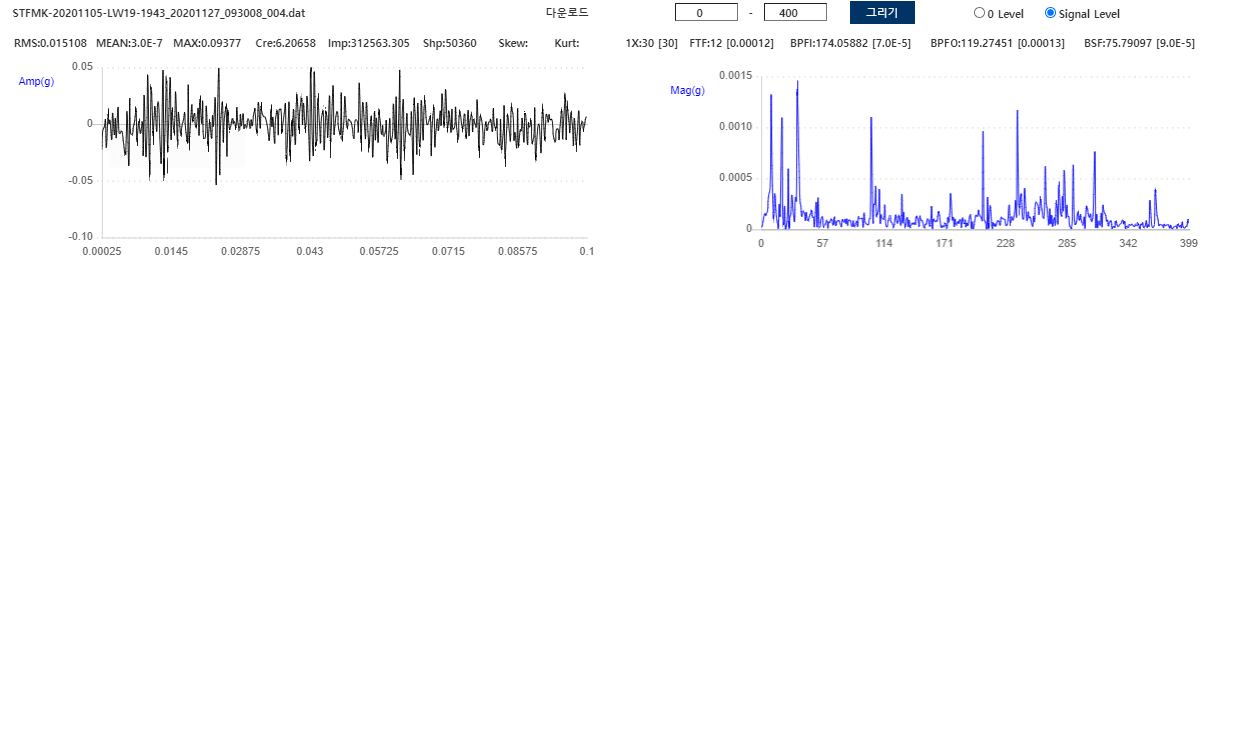 STFMK-20201105-LW19-1943_20201127_093008_004.dat 다운로드 0 - 400 그리기 0 Level Signal Level
RMS:0.015108 MEAN:3.0E-7 MAX:0.09377 Cre:6.20658 Imp:312563.305 Shp:50360 Skew: Kurt: 1X:30 [30] FTF:12 [0.00012] BPFI:174.05882 [7.0E-5] BPFO:119.27451 [0.00013] BSF:75.79097 [9.0E-5]
Amp(g)
0.05
0
-0.05
-0.10
0.00025 0.0145 0.02875 0.043 0.05725 0.0715 0.08575 0.1
Mag(g)
0.0015
0.0010
0.0005
0
0 57 114 171 228 285 342 399